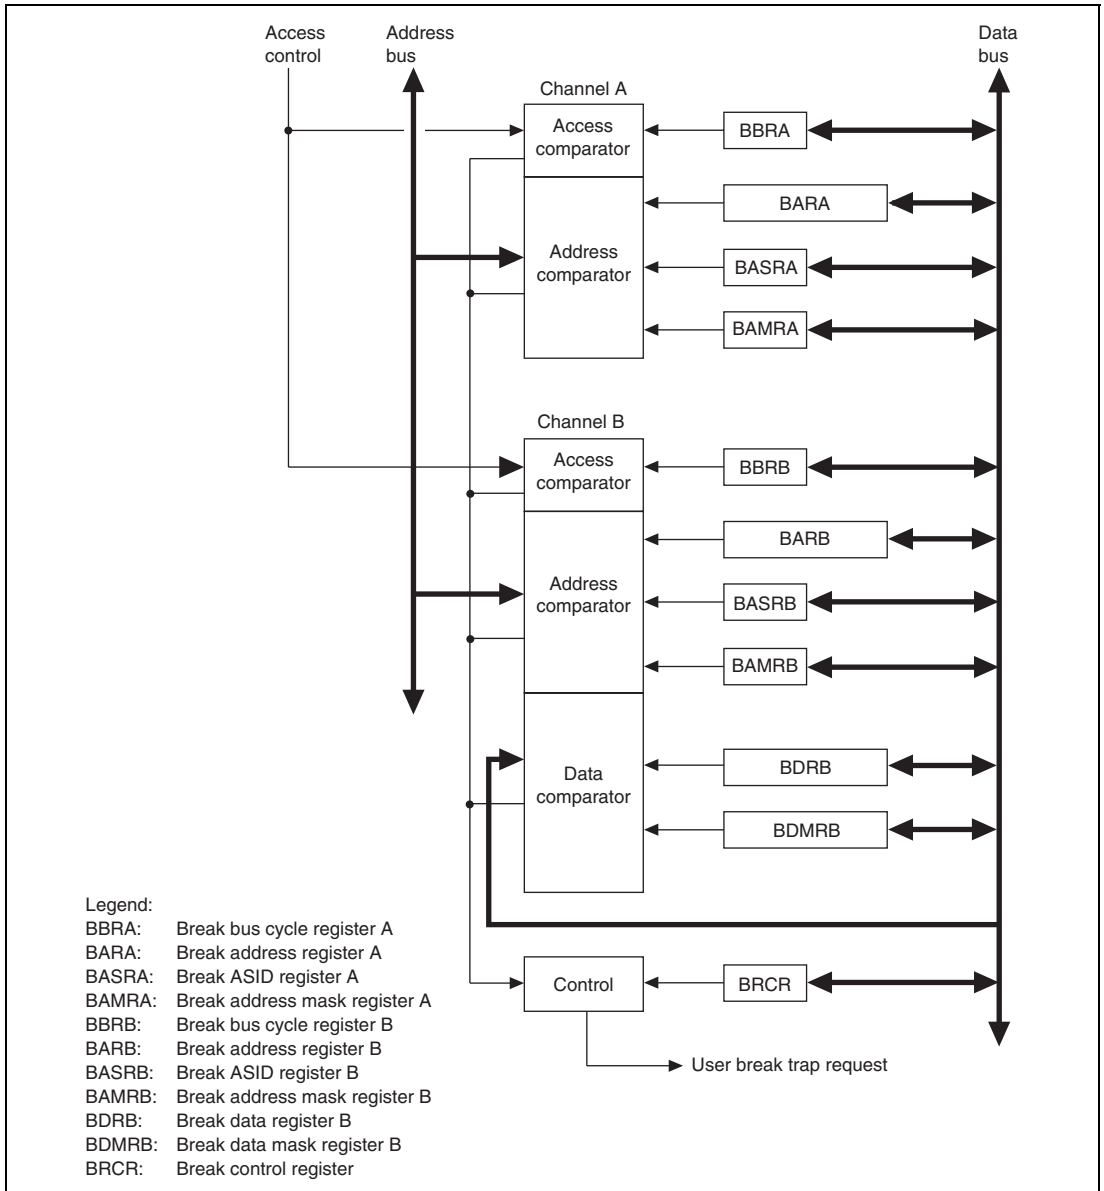 Access
control
Address
bus
Data
bus
Channel A
Access
comparator
BBRA
BARA
Address
comparator
BASRA
BAMRA
Channel B
Access
comparator
BBRB
BARB
Address
comparator
BASRB
BAMRB
Data
comparator
BDRB
BDMRB
Control
BRCR
User break trap request
Legend:
BBRA: Break bus cycle register A
BARA: Break address register A
BASRA: Break ASID register A
BAMRA: Break address mask register A
BBRB: Break bus cycle register B
BARB: Break address register B
BASRB: Break ASID register B
BAMRB: Break address mask register B
BDRB: Break data register B
BDMRB: Break data mask register B
BRCR: Break control register